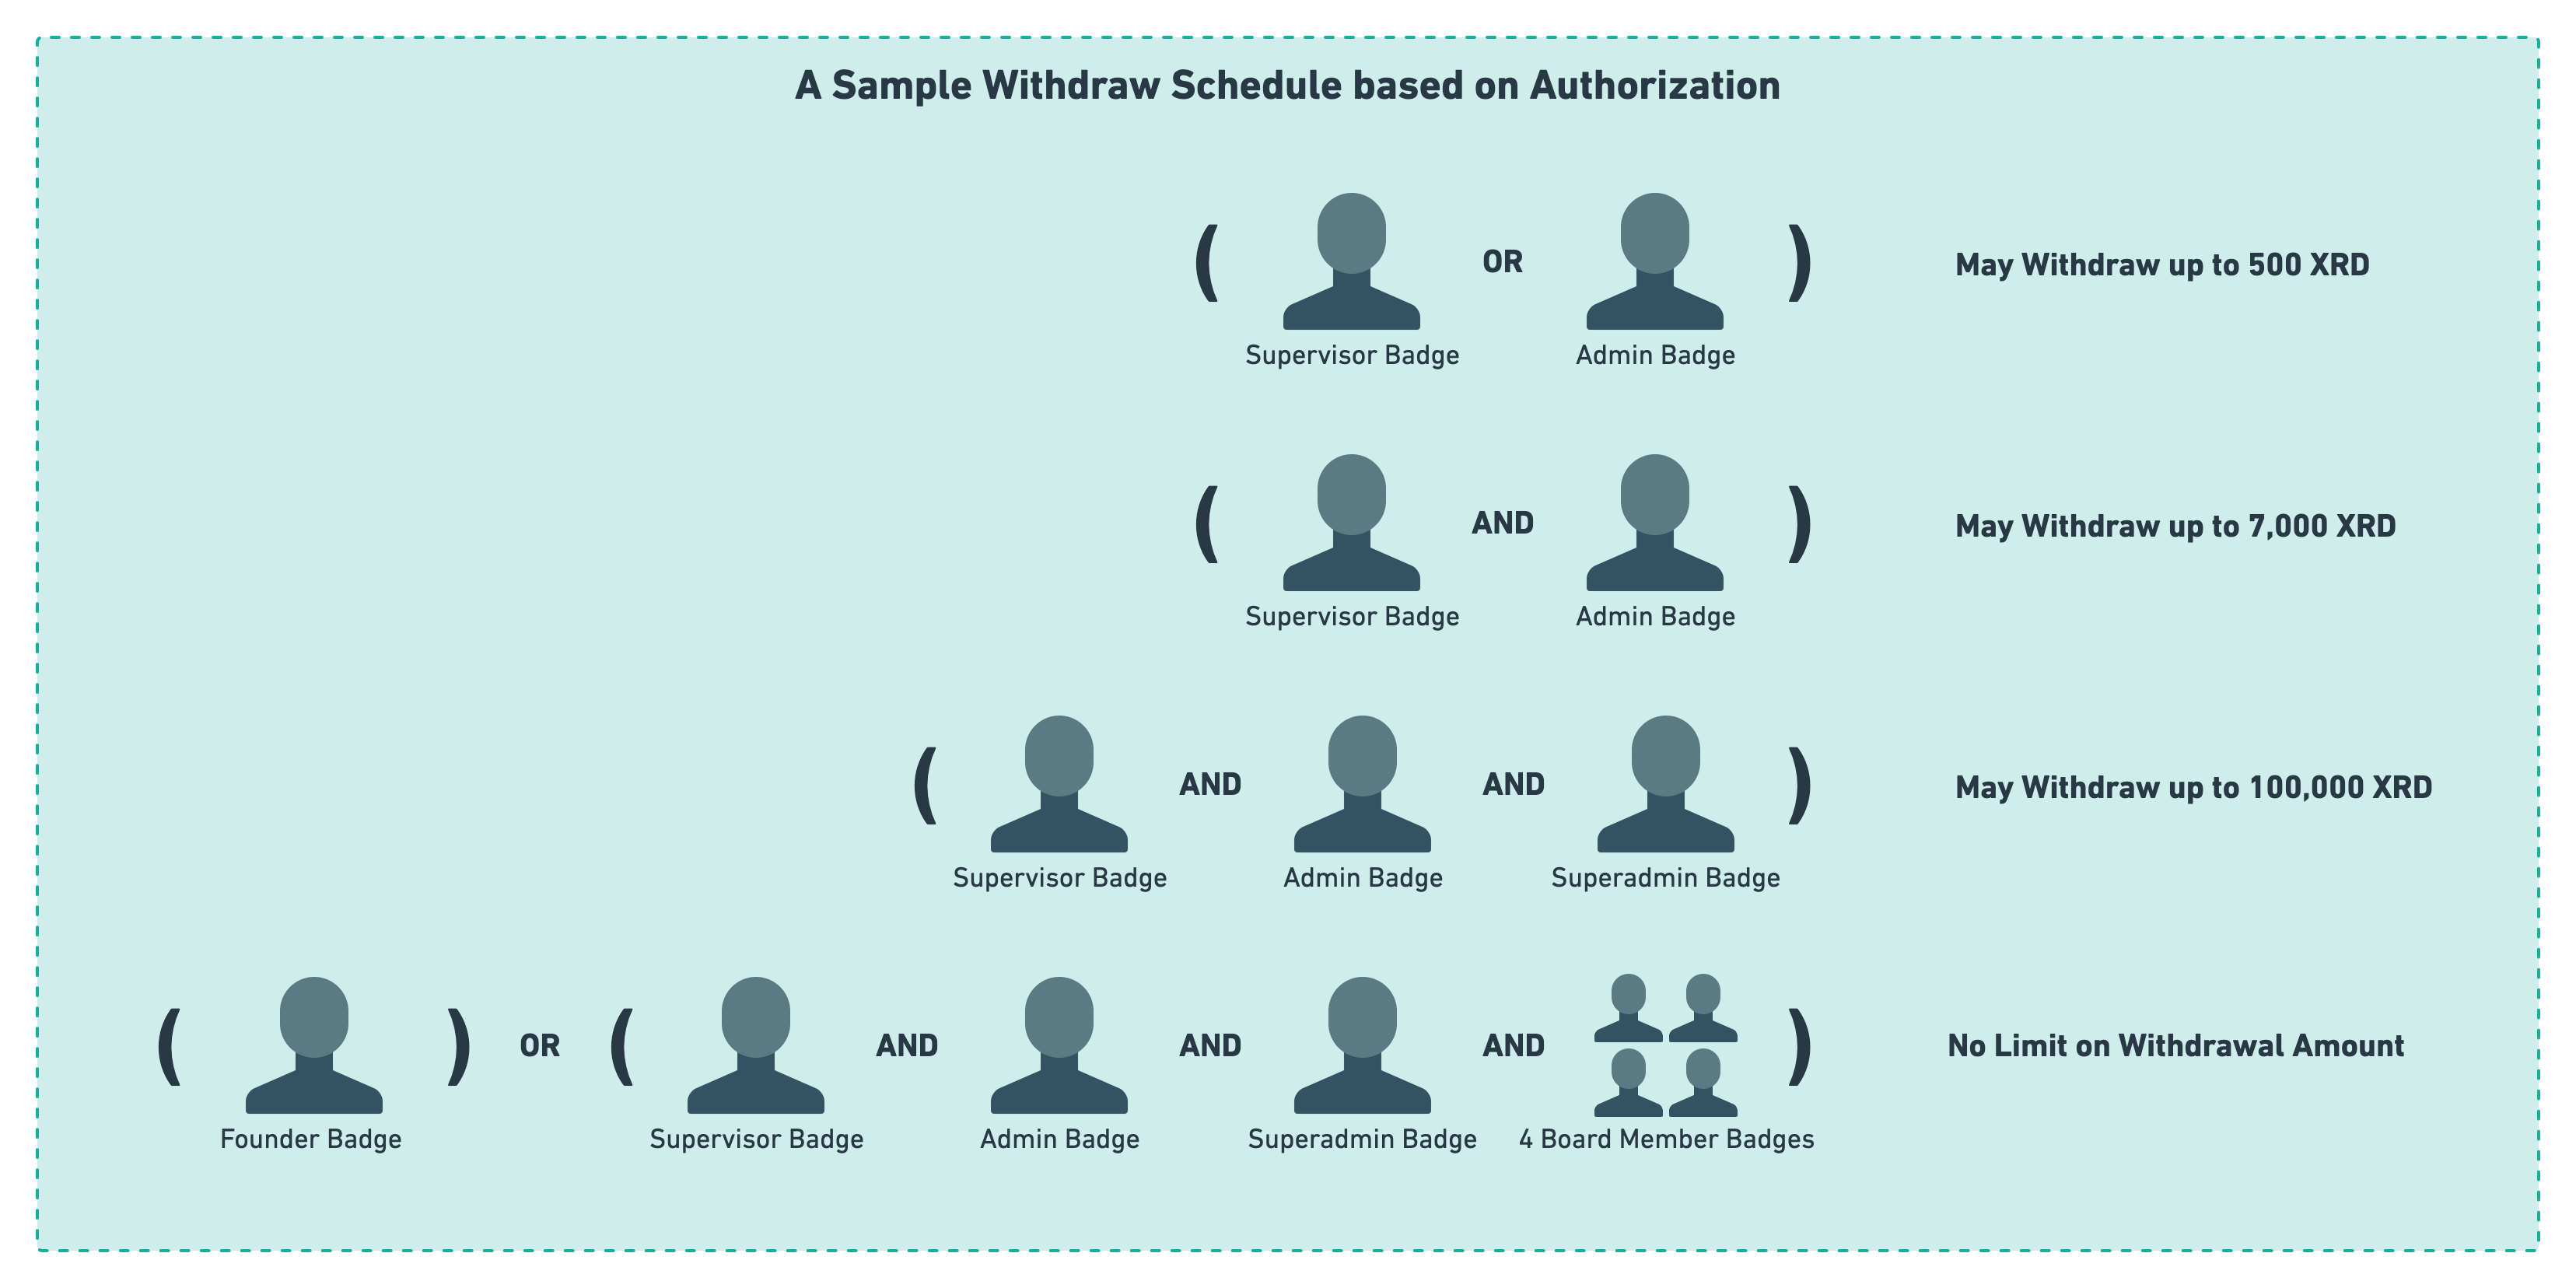 A Sample Withdraw Schedule based on Authorization
( OR ) May Withdraw up to 500 XRD
Supervisor Badge Admin Badge
( AND ) May Withdraw up to 7,000 XRD
Supervisor Badge Admin Badge
( AND AND ) May Withdraw up to 100,000 XRD
Supervisor Badge Admin Badge Superadmin Badge
( ) OR ( AND AND AND ) No Limit on Withdrawal Amount
Founder Badge Supervisor Badge Admin Badge Superadmin Badge 4 Board Member Badges